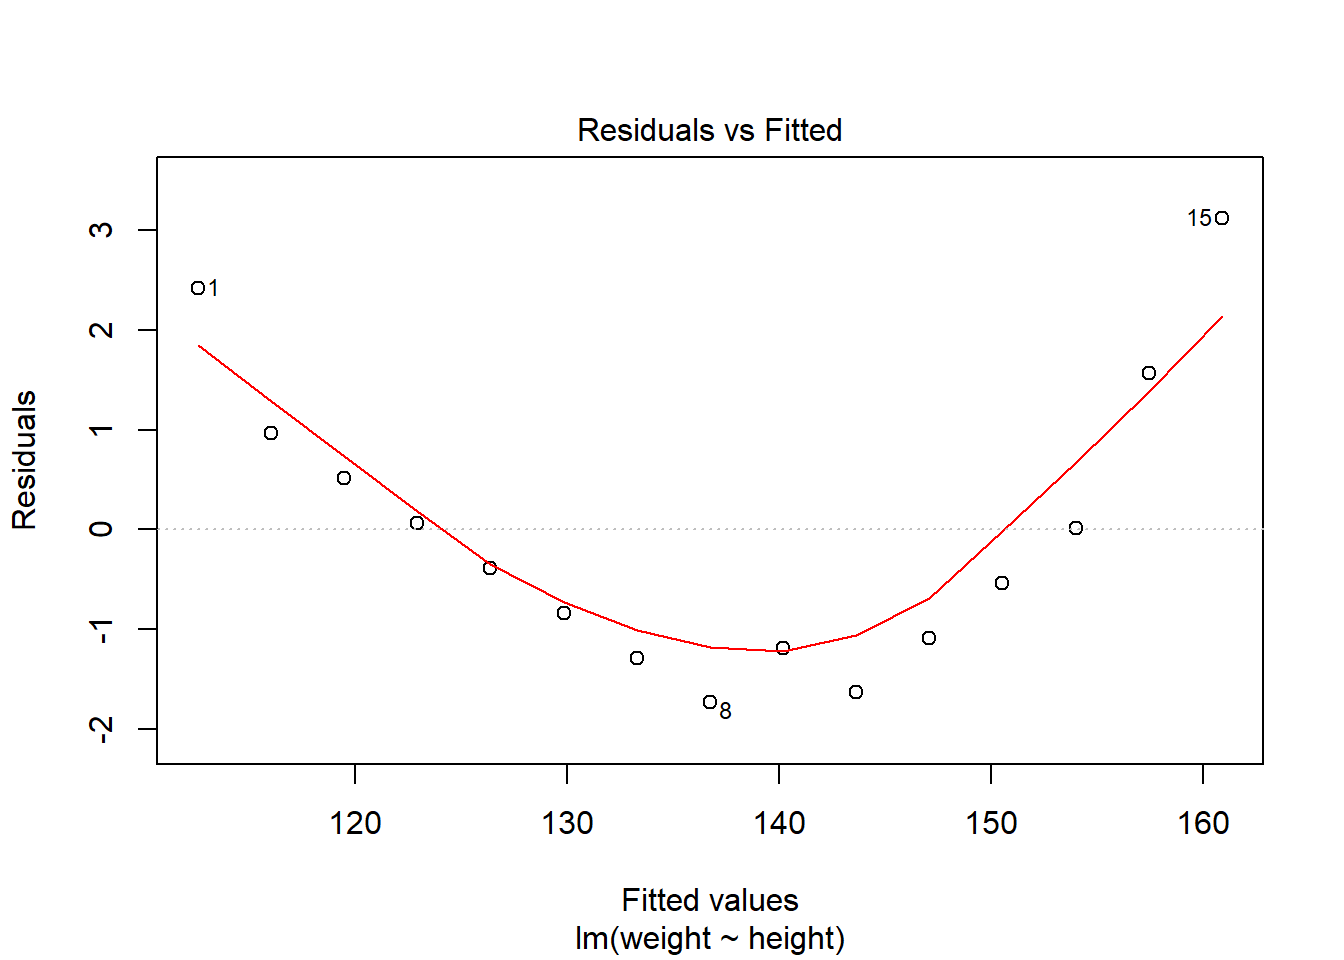 Residuals vs Fitted
Residuals
3
2
1
0
-1
-2
1
15
8
120 130 140 150 160
Fitted values
lm(weight ~ height)